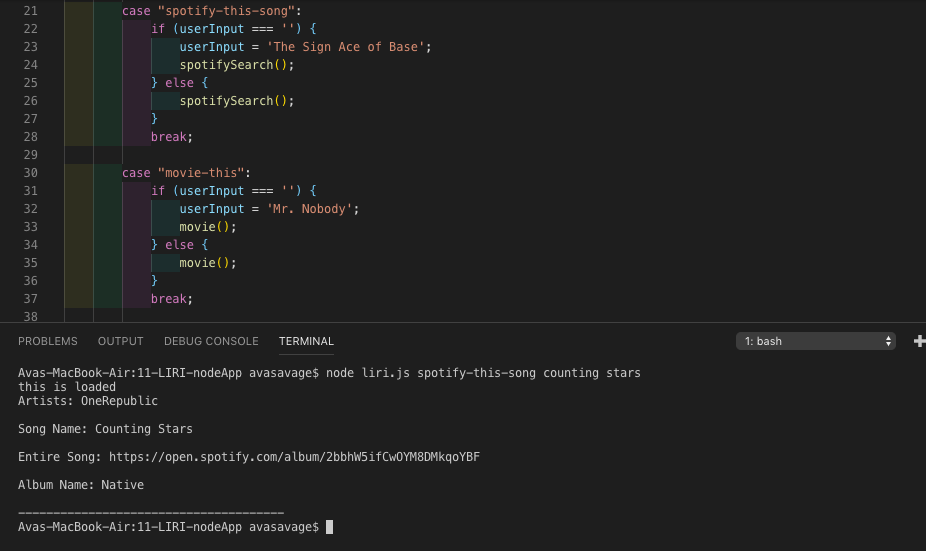 21 case "spotify-this-song":
22 if (userInput === '') {
23 userInput = 'The Sign Ace of Base';
24 spotifySearch();
25 } else {
26 spotifySearch();
27 }
28 break;
29
30 case "movie-this":
31 if (userInput === '') {
32 userInput = 'Mr. Nobody';
33 movie();
34 } else {
35 movie();
36 }
37 break;
38
PROBLEMS OUTPUT DEBUG CONSOLE TERMINAL 1: bash
Avas-MacBook-Air:11-LIRI-nodeApp avasavage$ node liri.js spotify-this-song counting stars
this is loaded
Artists: OneRepublic
Song Name: Counting Stars
Entire Song: https://open.spotify.com/album/2bbhW5ifCwOYM8DMkqoYBF
Album Name: Native
--------------------------------------
Avas-MacBook-Air:11-LIRI-nodeApp avasavage$